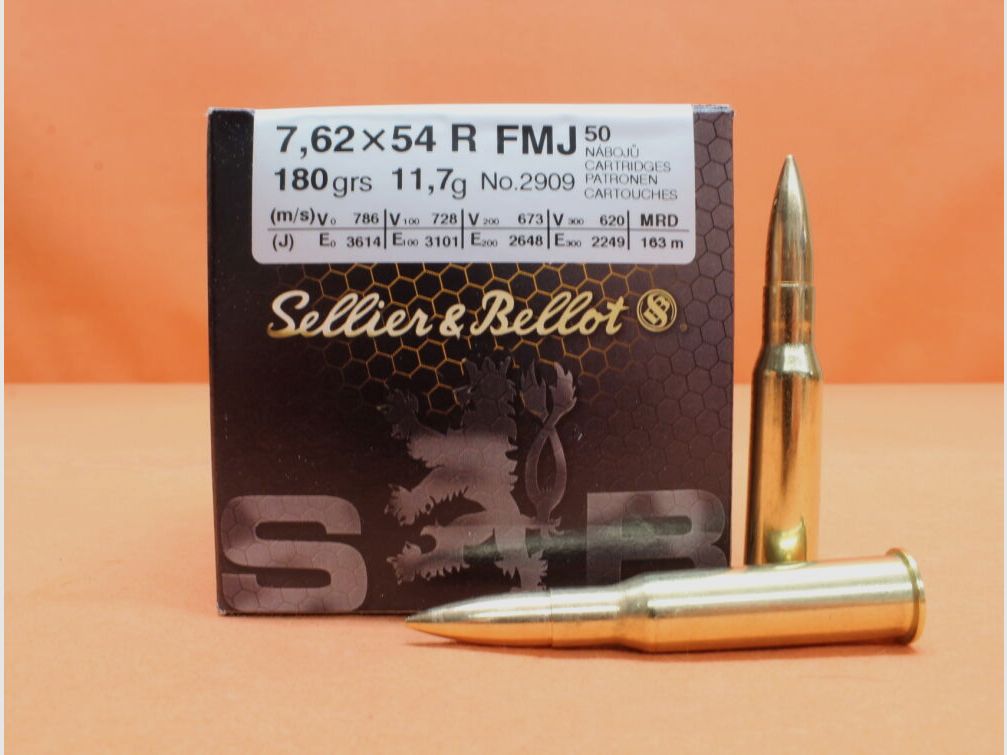 7,62×54 R FMJ 50
NÁBOJŮ
CARTRIDGES
PATRONEN
CARTOUCHES
180 grs 11,7g No.2909
(m/s) V₀ 786 V₁₀₀ 728 V₂₀₀ 673 V₃₀₀ 620 MRD
(J) E₀ 3614 E₁₀₀ 3101 E₂₀₀ 2648 E₃₀₀ 2249 163 m
Sellier & Bellot SB
S B